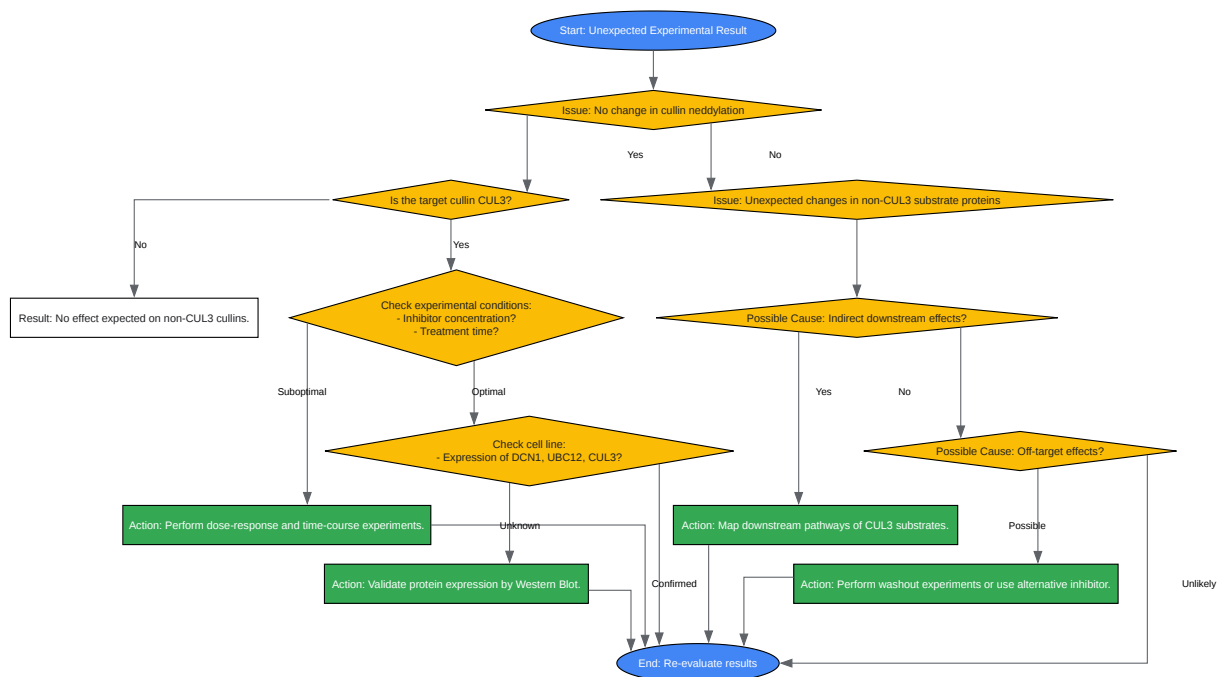 Start: Unexpected Experimental Result
Issue: No change in cullin neddylation
Yes
No
Is the target cullin CUL3?
Issue: Unexpected changes in non-CUL3 substrate proteins
No
Yes
Result: No effect expected on non-CUL3 cullins.
Check experimental conditions:
- Inhibitor concentration?
- Treatment time?
Possible Cause: Indirect downstream effects?
Suboptimal
Optimal
Yes
No
Check cell line:
- Expression of DCN1, UBC12, CUL3?
Possible Cause: Off-target effects?
Action: Perform dose-response and time-course experiments.
Unknown
Action: Map downstream pathways of CUL3 substrates.
Possible
Action: Validate protein expression by Western Blot.
Confirmed
Action: Perform washout experiments or use alternative inhibitor.
Unlikely
End: Re-evaluate results